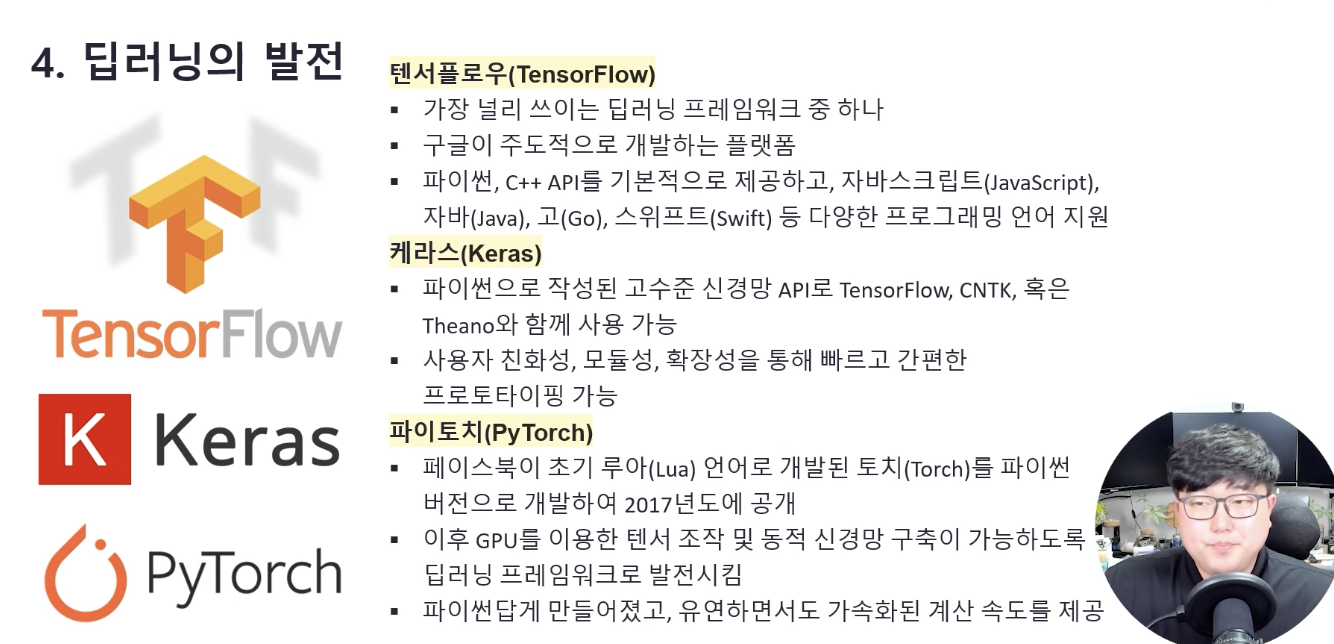 4. 딥러닝의 발전
TF
TensorFlow
K Keras
PyTorch
텐서플로우(TensorFlow)
▪ 가장 널리 쓰이는 딥러닝 프레임워크 중 하나
▪ 구글이 주도적으로 개발하는 플랫폼
▪ 파이썬, C++ API를 기본적으로 제공하고, 자바스크립트(JavaScript),
자바(Java), 고(Go), 스위프트(Swift) 등 다양한 프로그래밍 언어 지원
케라스(Keras)
▪ 파이썬으로 작성된 고수준 신경망 API로 TensorFlow, CNTK, 혹은
Theano와 함께 사용 가능
▪ 사용자 친화성, 모듈성, 확장성을 통해 빠르고 간편한
프로토타이핑 가능
파이토치(PyTorch)
▪ 페이스북이 초기 루아(Lua) 언어로 개발된 토치(Torch)를 파이썬
버전으로 개발하여 2017년도에 공개
▪ 이후 GPU를 이용한 텐서 조작 및 동적 신경망 구축이 가능하도록
딥러닝 프레임워크로 발전시킴
▪ 파이썬답게 만들어졌고, 유연하면서도 가속화된 계산 속도를 제공